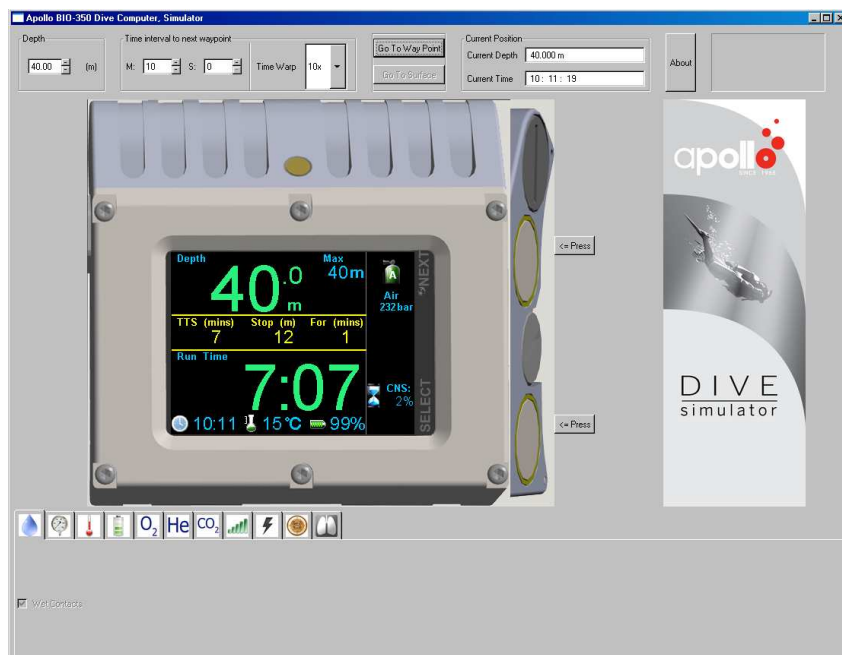 Apollo BIO-350 Dive Computer, Simulator
Depth
40.00 (m)
Time interval to next waypoint
M: 10 S: 0 Time Warp 10x
Go To Way Point
Go To Surface
Current Position
Current Depth 40.000 m
Current Time 10 : 11 : 19
About
Depth
Max
40.0 m
40m
A
Air
232bar
NEXT
TTS (mins) Stop (m) For (mins)
7 12 1
Run Time
7:07
CNS:
2%
SELECT
10:11 15°C 99%
<= Press
<= Press
apollo
SINCE 1965
DIVE
simulator
O2 He CO2
Wet Contacts